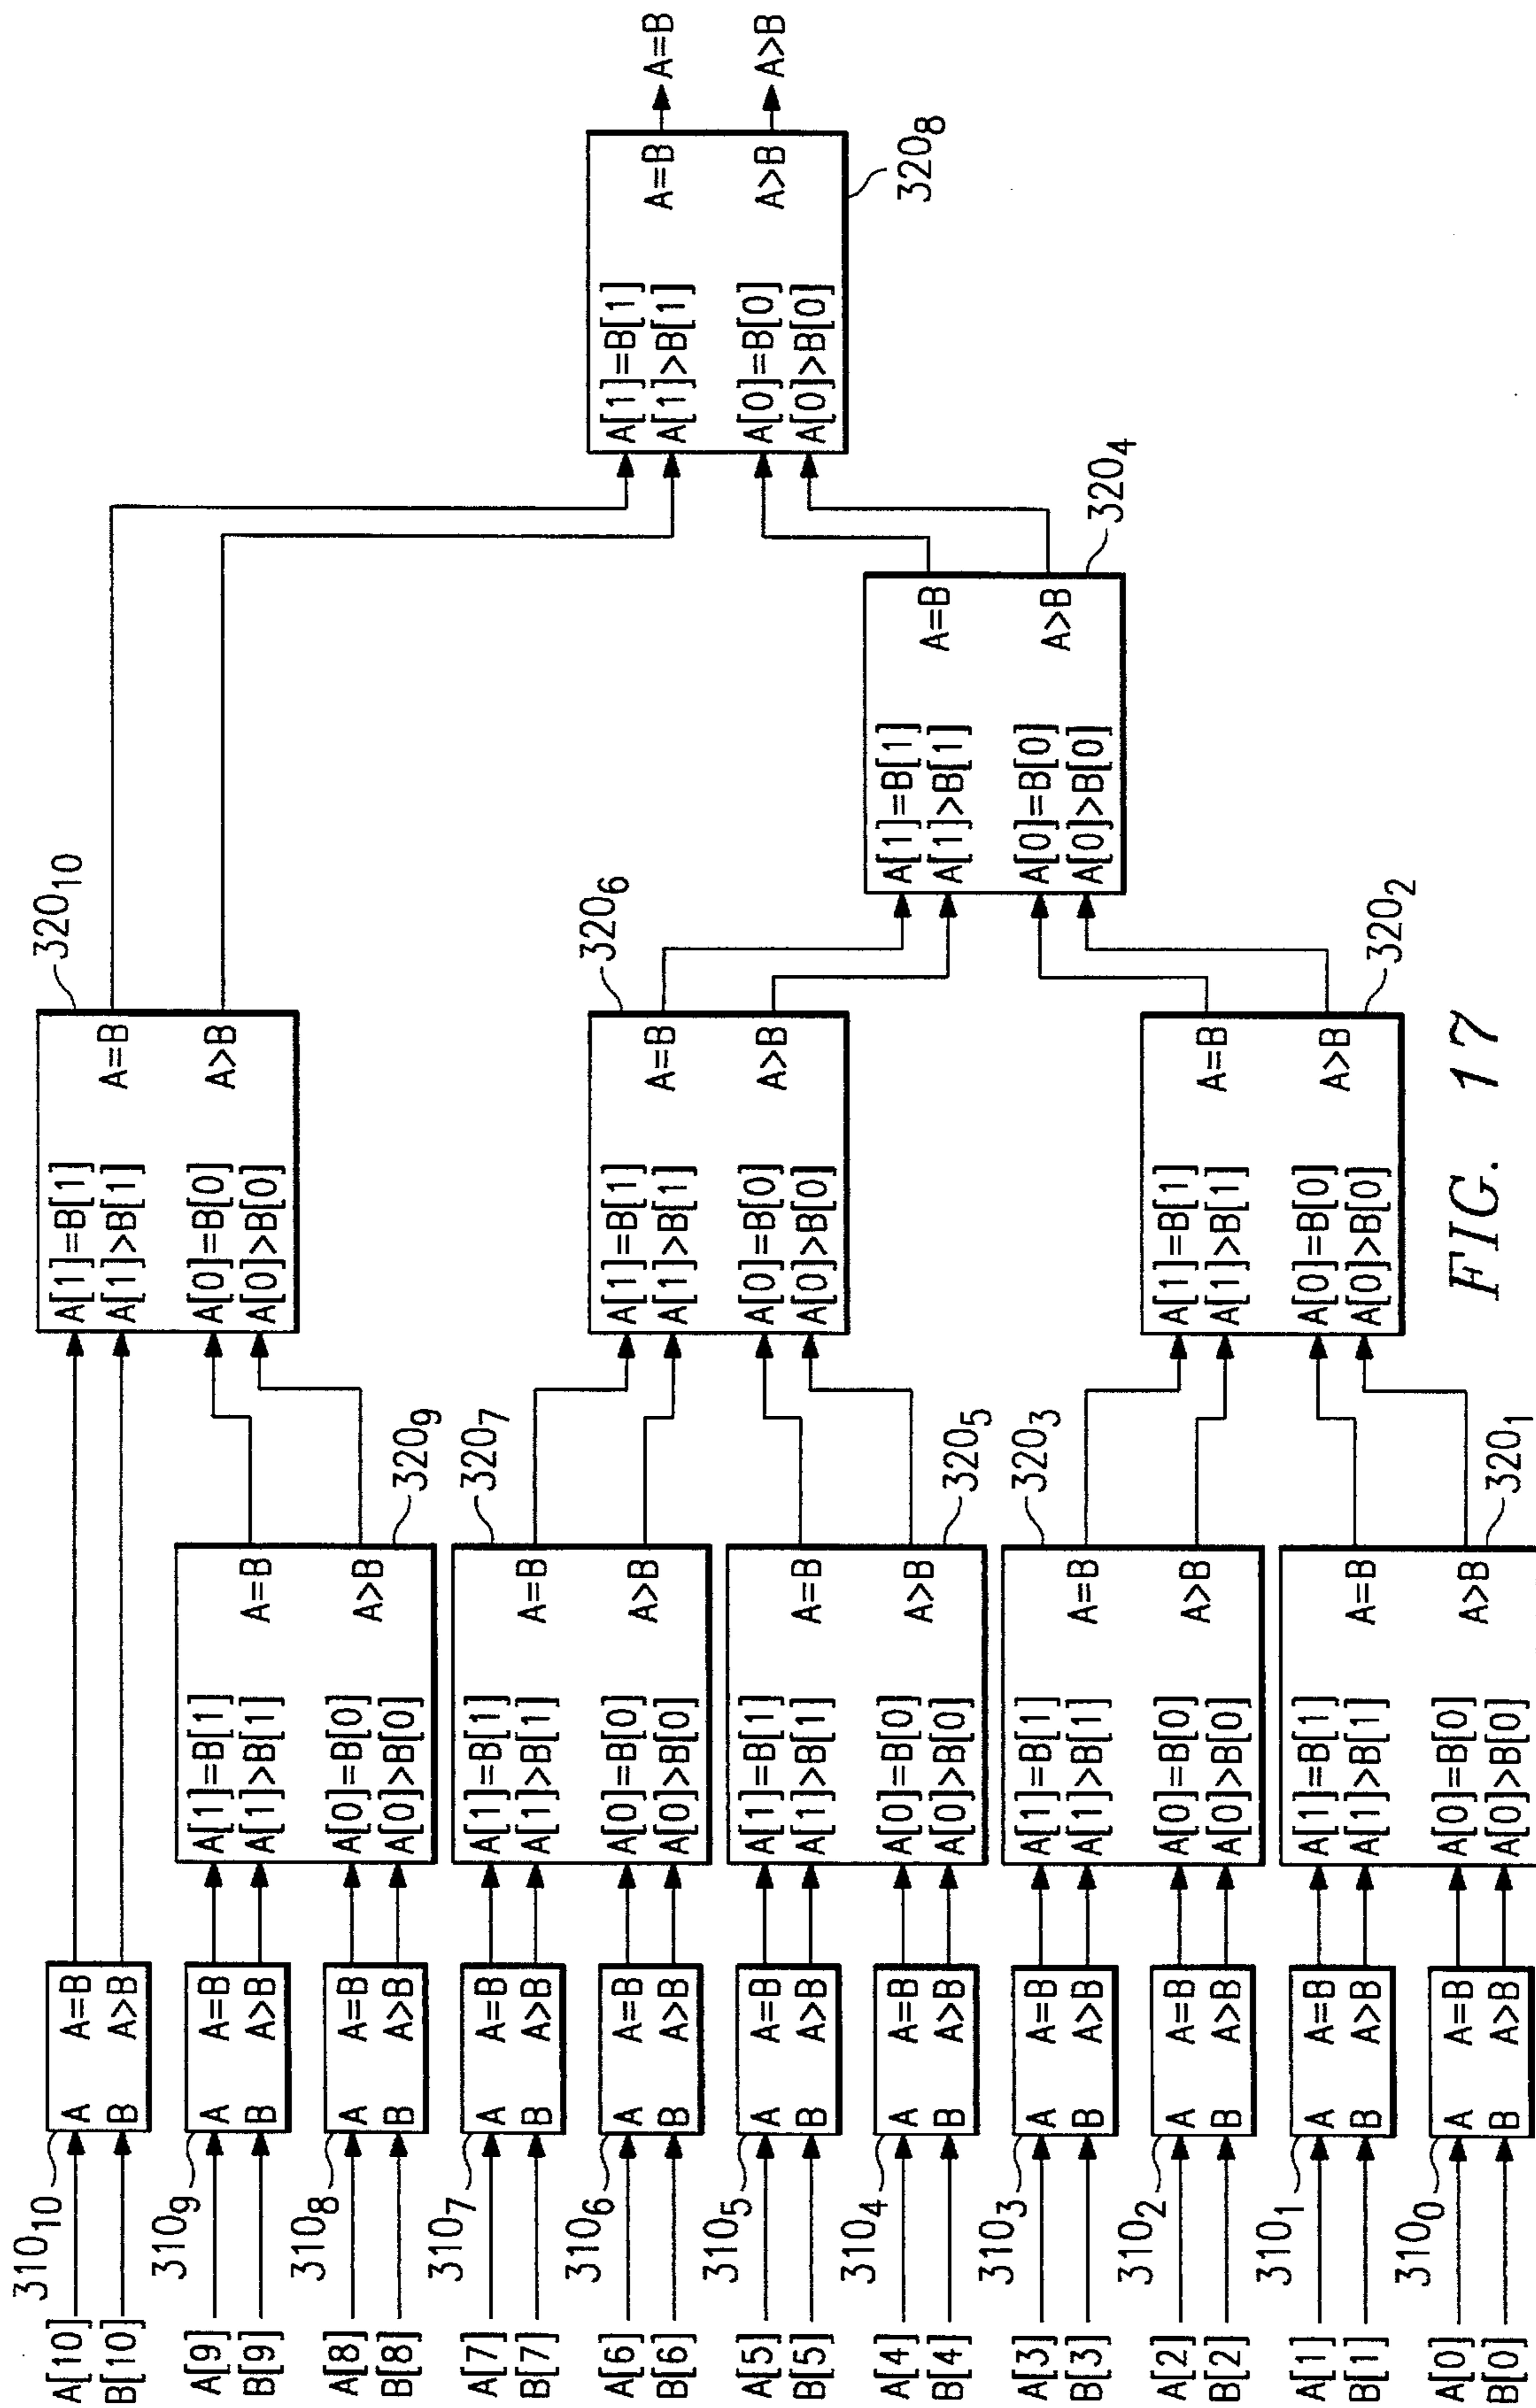 A[10]
B[10]
310₁₀
A A=B
B A>B
A[9]
B[9]
310₉
A A=B
B A>B
A[8]
B[8]
310₈
A A=B
B A>B
A[7]
B[7]
310₇
A A=B
B A>B
A[6]
B[6]
310₆
A A=B
B A>B
A[5]
B[5]
310₅
A A=B
B A>B
A[4]
B[4]
310₄
A A=B
B A>B
A[3]
B[3]
310₃
A A=B
B A>B
A[2]
B[2]
310₂
A A=B
B A>B
A[1]
B[1]
310₁
A A=B
B A>B
A[0]
B[0]
310₀
A A=B
B A>B
A[1]=B[1]
A[1]>B[1]
A=B
A[0]=B[0]
A[0]>B[0]
A>B
320₉
A[1]=B[1]
A[1]>B[1]
A=B
A[0]=B[0]
A[0]>B[0]
A>B
320₇
A[1]=B[1]
A[1]>B[1]
A=B
A[0]=B[0]
A[0]>B[0]
A>B
320₅
A[1]=B[1]
A[1]>B[1]
A=B
A[0]=B[0]
A[0]>B[0]
A>B
320₃
A[1]=B[1]
A[1]>B[1]
A=B
A[0]=B[0]
A[0]>B[0]
A>B
320₁
A[1]=B[1]
A[1]>B[1]
A=B
A[0]=B[0]
A[0]>B[0]
A>B
320₁₀
A[1]=B[1]
A[1]>B[1]
A=B
A[0]=B[0]
A[0]>B[0]
A>B
320₆
A[1]=B[1]
A[1]>B[1]
A=B
A[0]=B[0]
A[0]>B[0]
A>B
320₂
A[1]=B[1]
A[1]>B[1]
A=B
A[0]=B[0]
A[0]>B[0]
A>B
320₄
A[1]=B[1]
A[1]>B[1]
A=B
A[0]=B[0]
A[0]>B[0]
A>B
320₈
A=B
A>B
FIG. 17